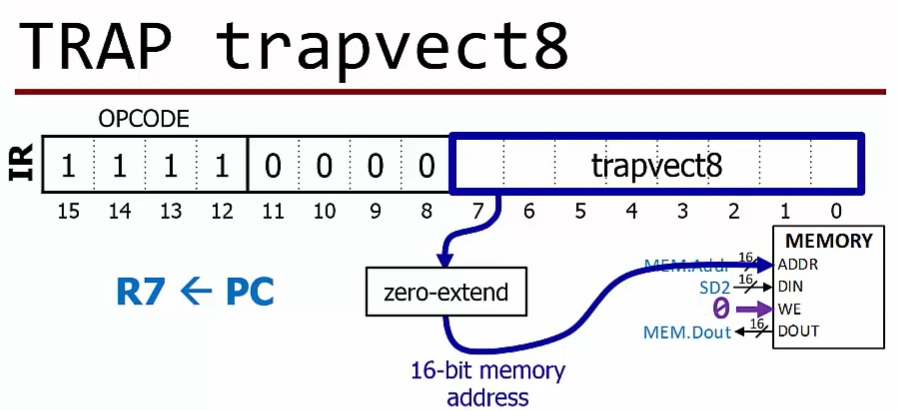 TRAP trapvect8
OPCODE
IR
1 1 1 1 0 0 0 0 trapvect8
15 14 13 12 11 10 9 8 7 6 5 4 3 2 1 0
MEMORY
MEM.Addr 16 ADDR
R7 ← PC
zero-extend
SD2 16 DIN
0 WE
MEM.Dout 16 DOUT
16-bit memory
address